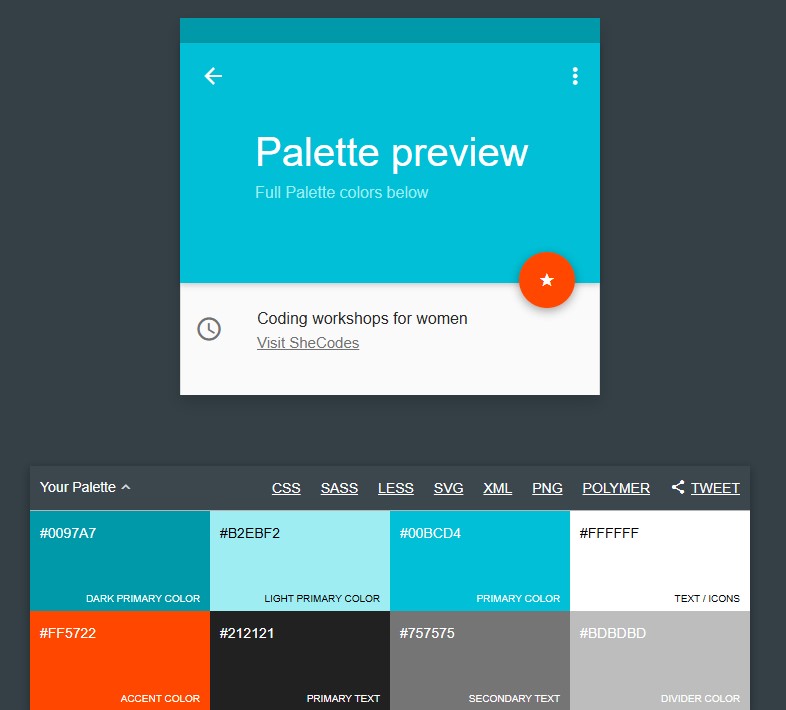 Palette preview
Full Palette colors below
Coding workshops for women
Visit SheCodes
Your Palette CSS SASS LESS SVG XML PNG POLYMER TWEET
#0097A7 #B2EBF2 #00BCD4 #FFFFFF
DARK PRIMARY COLOR LIGHT PRIMARY COLOR PRIMARY COLOR TEXT / ICONS
#FF5722 #212121 #757575 #BDBDBD
ACCENT COLOR PRIMARY TEXT SECONDARY TEXT DIVIDER COLOR